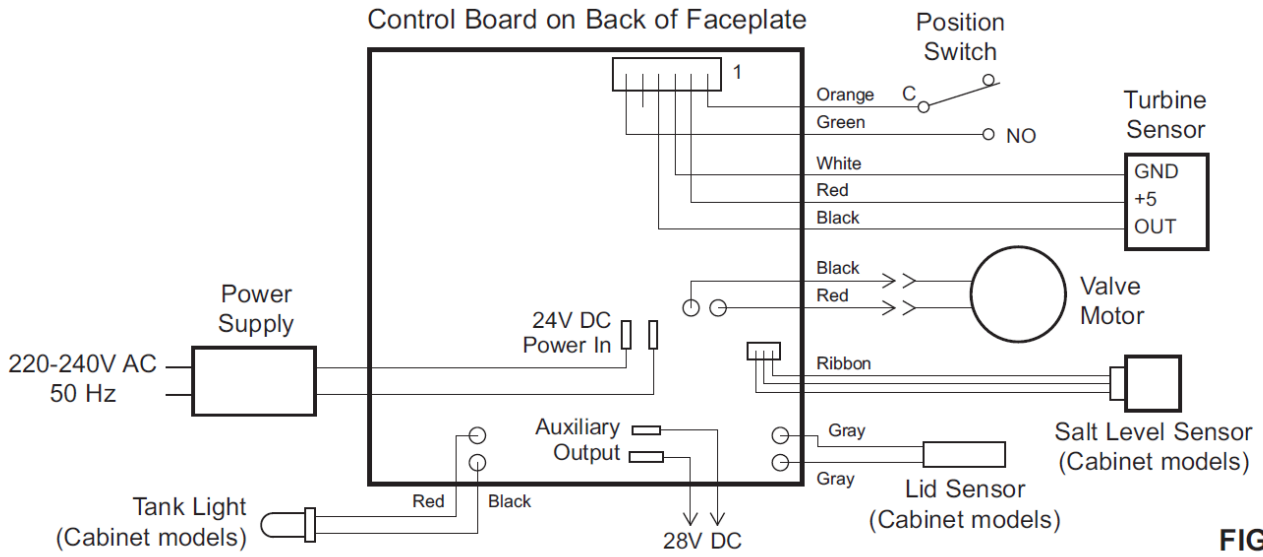 Control Board on Back of Faceplate
Position
Switch
1
Orange
C
Green
NO
Turbine
Sensor
White
GND
Red
+5
Black
OUT
Black
Red
Valve
Motor
Power
Supply
24V DC
Power In
220-240V AC
50 Hz
Ribbon
Salt Level Sensor
(Cabinet models)
Auxiliary
Output
Gray
Gray
Lid Sensor
(Cabinet models)
Red
Black
Tank Light
(Cabinet models)
28V DC
FIG